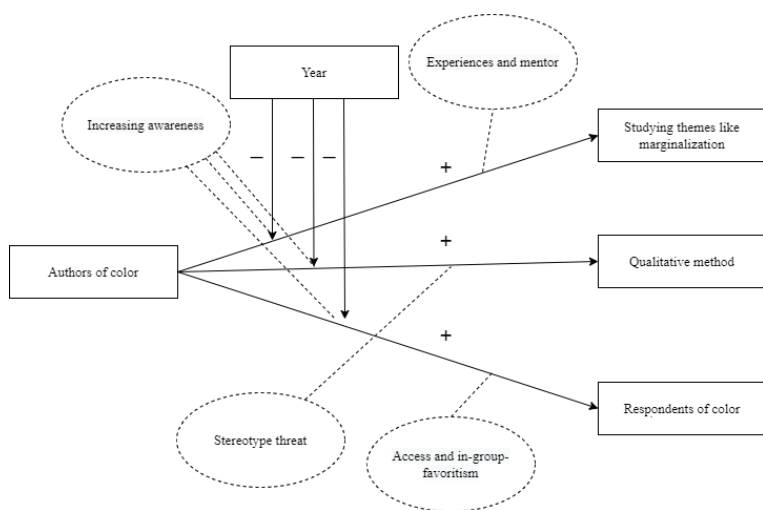 Experiences and mentor
Year
Increasing awareness
Studying themes like
marginalization
− − −
+
+
Authors of color
Qualitative method
+
Respondents of color
Stereotype threat
Access and in-group-
favoritism